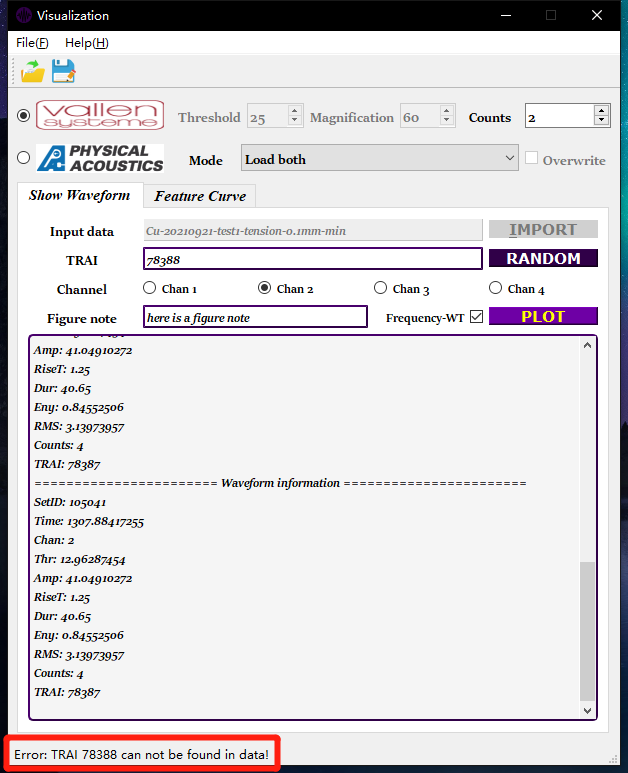 Visualization
File(F) Help(H)
vallen systeme
Threshold 25 Magnification 60 Counts 2
PHYSICAL ACOUSTICS
Mode Load both Overwrite
Show Waveform Feature Curve
Input data Cu-20210921-test1-tension-0.1mm-min IMPORT
TRAI 78388 RANDOM
Channel Chan 1 Chan 2 Chan 3 Chan 4
Figure note here is a figure note Frequency-WT PLOT
Amp: 41.04910272
RiseT: 1.25
Dur: 40.65
Eny: 0.84552506
RMS: 3.13973957
Counts: 4
TRAI: 78387
======================= Waveform information =======================
SetID: 105041
Time: 1307.88417255
Chan: 2
Thr: 12.96287454
Amp: 41.04910272
RiseT: 1.25
Dur: 40.65
Eny: 0.84552506
RMS: 3.13973957
Counts: 4
TRAI: 78387
Error: TRAI 78388 can not be found in data!